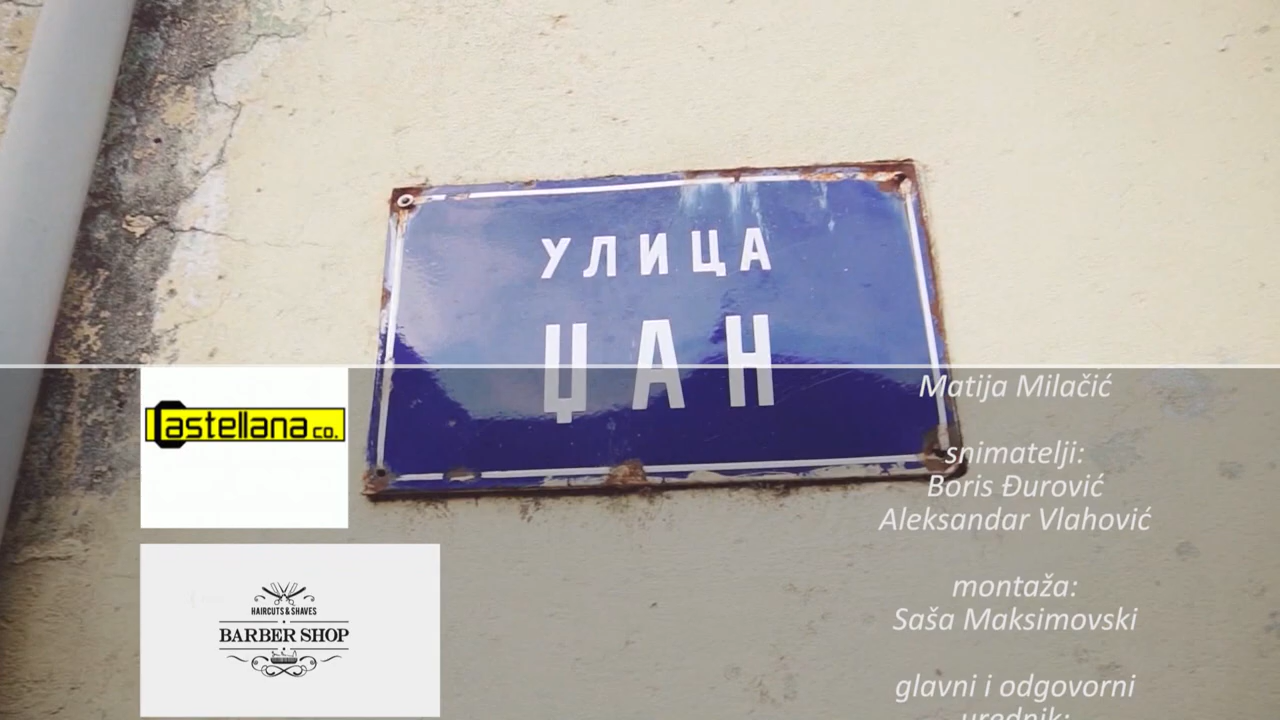 УЛИЦА
ЏАН
Castellana co.
HAIRCUTS & SHAVES
BARBER SHOP
Matija Milačić
snimatelji:
Boris Đurović
Aleksandar Vlahović
montaža:
Saša Maksimovski
glavni i odgovorni
urednik: